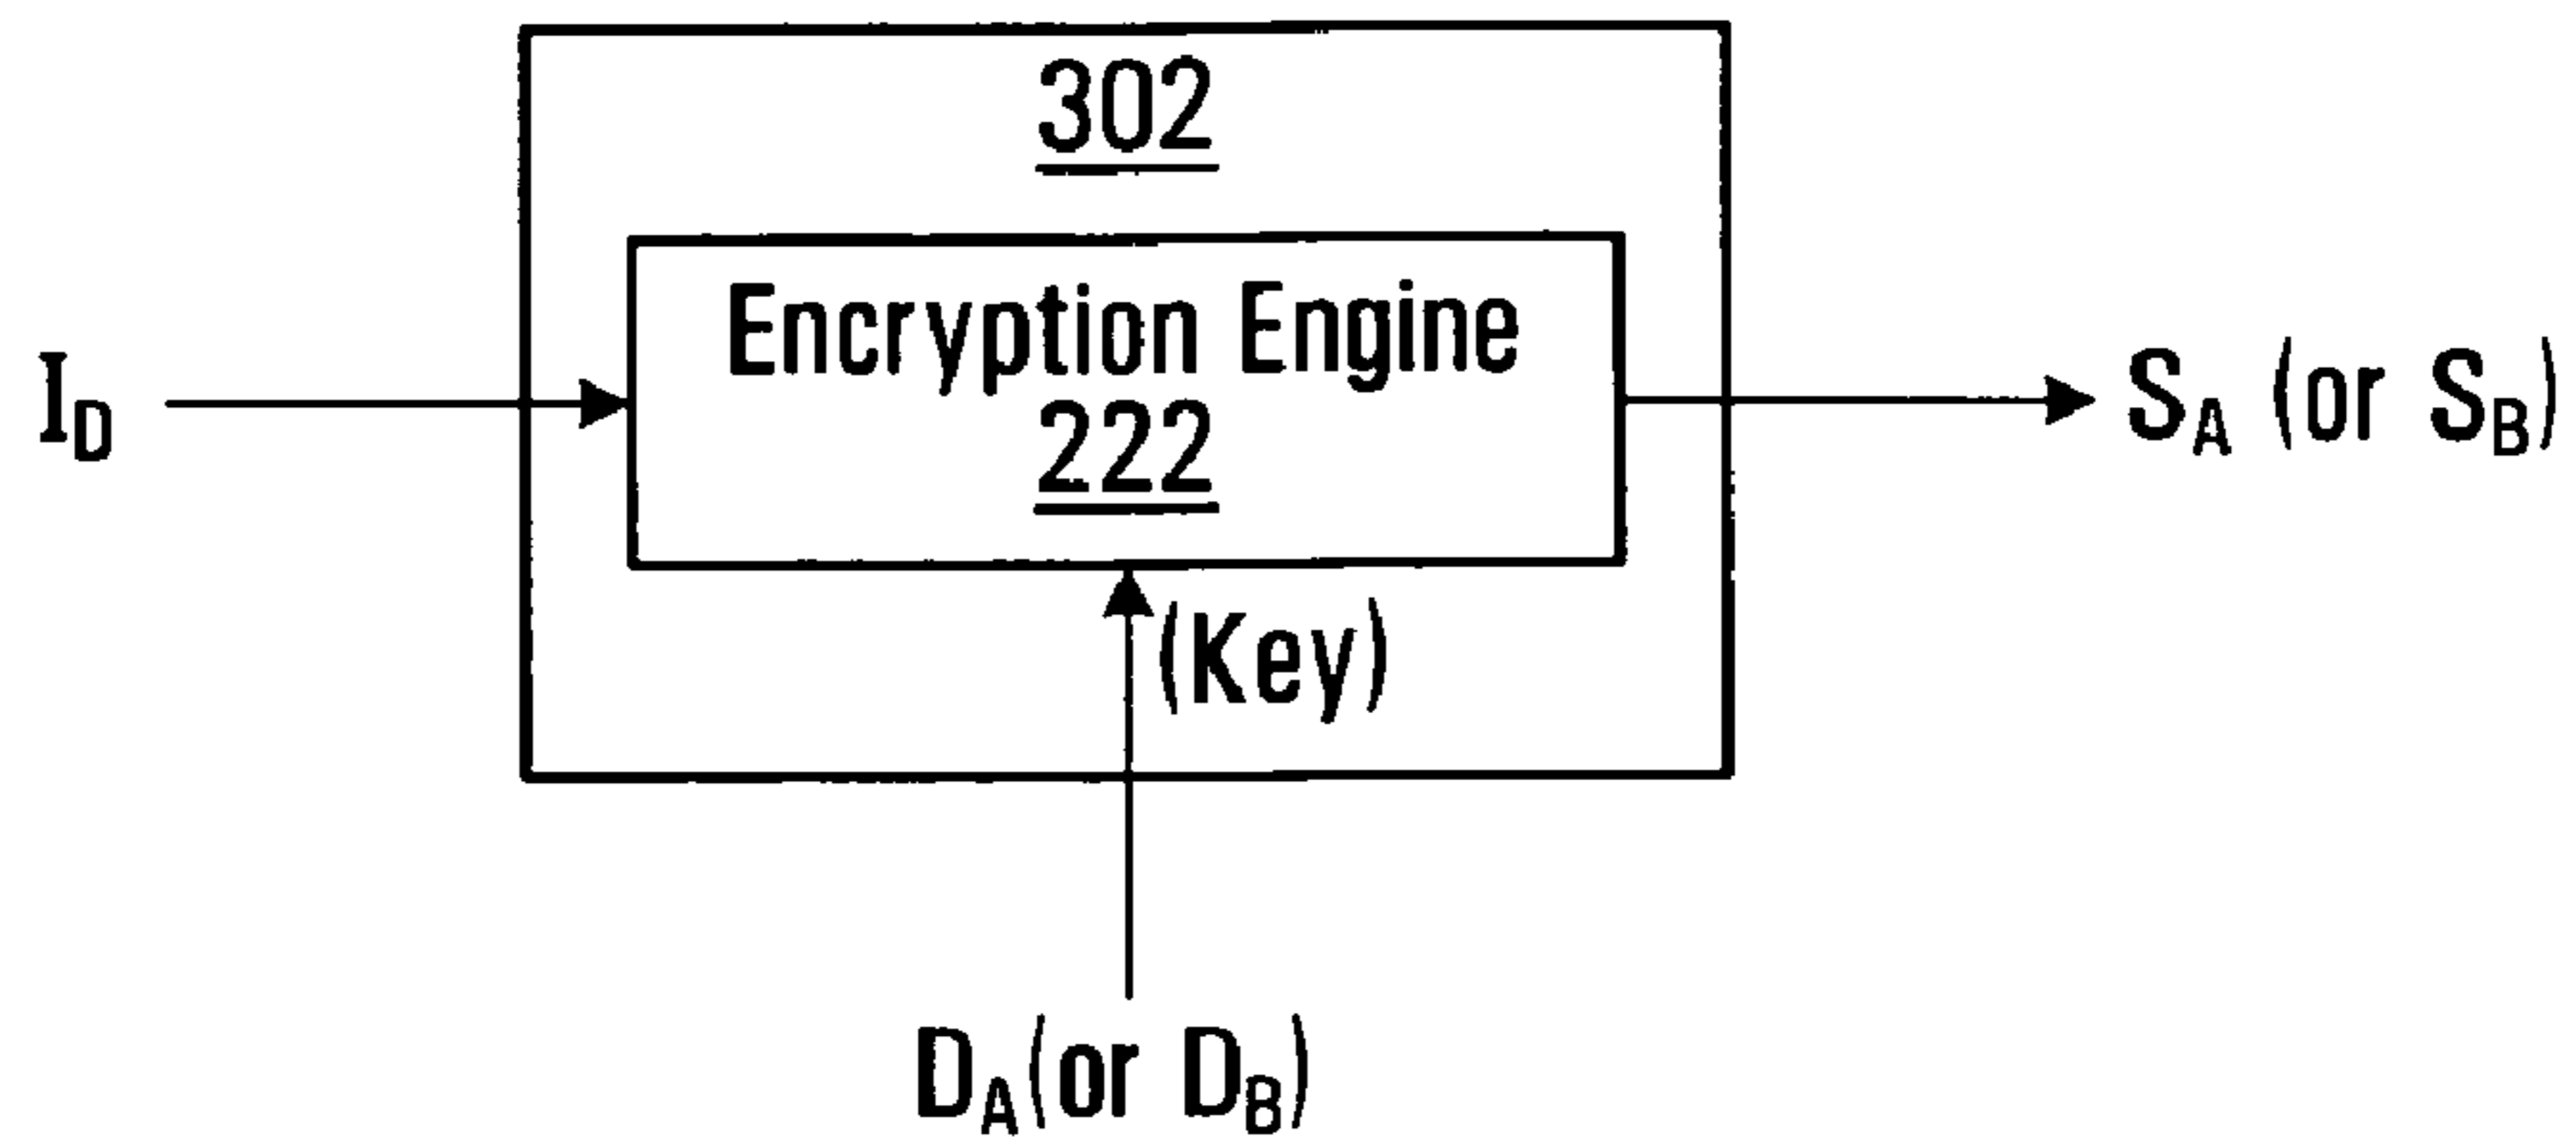 302
Encryption Engine
222
I_D
S_A (or S_B)
(Key)
D_A (or D_B)